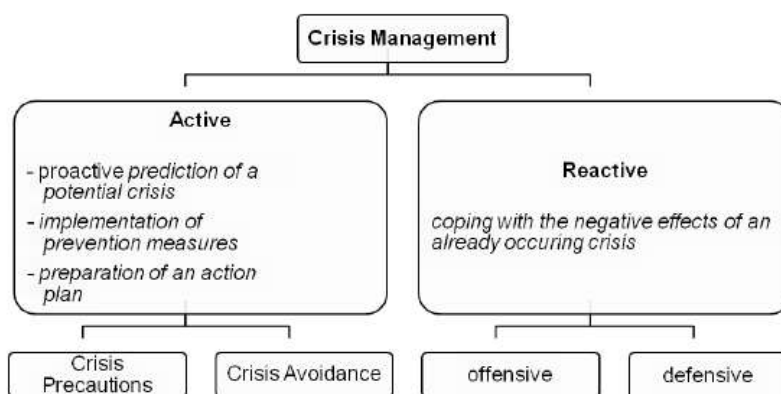 Crisis Management
Active
- proactive prediction of a
potential crisis
- implementation of
prevention measures
- preparation of an action
plan
Reactive
coping with the negative effects of an
already occuring crisis
Crisis
Precautions
Crisis Avoidance
offensive
defensive